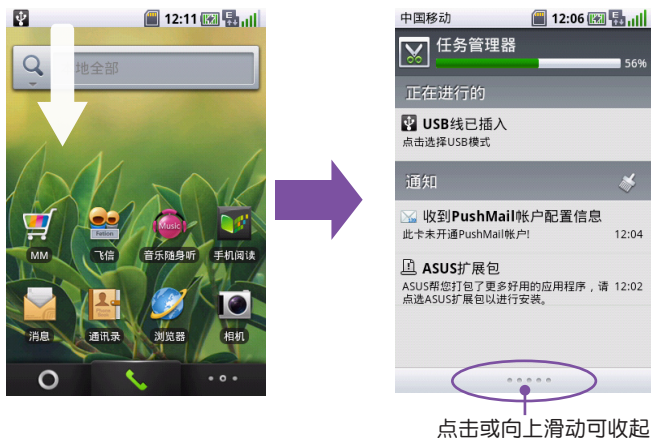 12:11
地全部
MM
Fetion
飞信
Music
音乐随身听
手机阅读
消息
Phone Book
通讯录
浏览器
相机
中国移动 12:06
任务管理器
56%
正在进行的
USB线已插入
点击选择USB模式
通知
收到PushMail帐户配置信息
此卡未开通PushMail帐户! 12:04
ASUS扩展包
ASUS帮您打包了更多好用的应用程序，请 12:02
点选ASUS扩展包以进行安装。
点击或向上滑动可收起